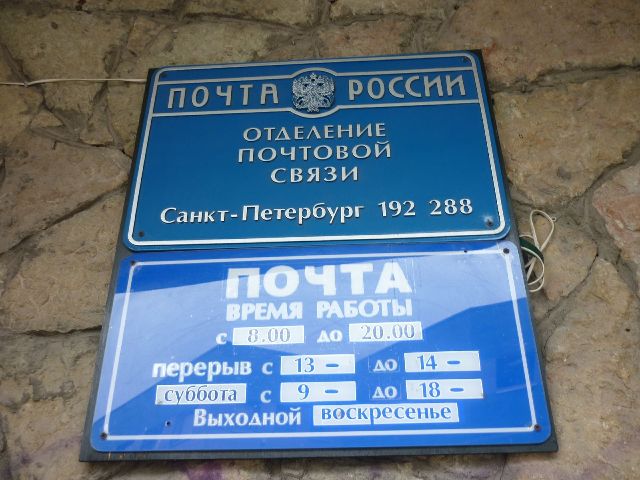 ПОЧТА РОССИИ
ОТДЕЛЕНИЕ
ПОЧТОВОЙ
СВЯЗИ
Санкт-Петербург 192 288
ПОЧТА
ВРЕМЯ РАБОТЫ
с 8.00 до 20.00
перерыв с 13 – до 14 –
суббота с 9 – до 18 –
Выходной воскресенье